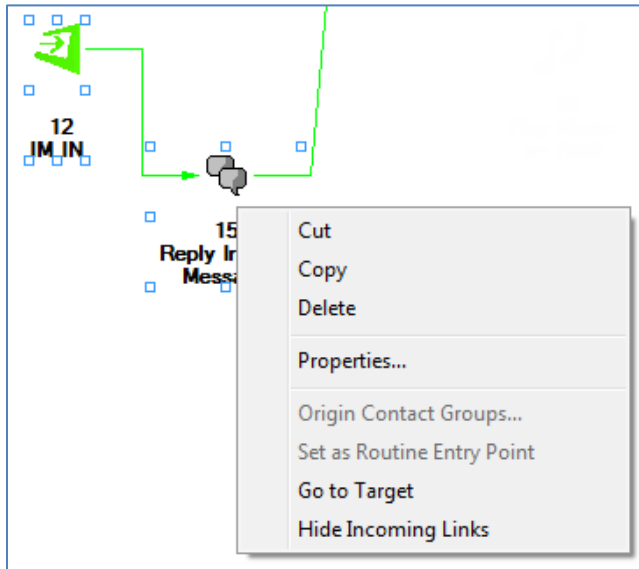 12
IM_IN
15
Reply
Cut
Copy
Delete
Properties...
Origin Contact Groups...
Set as Routine Entry Point
Go to Target
Hide Incoming Links